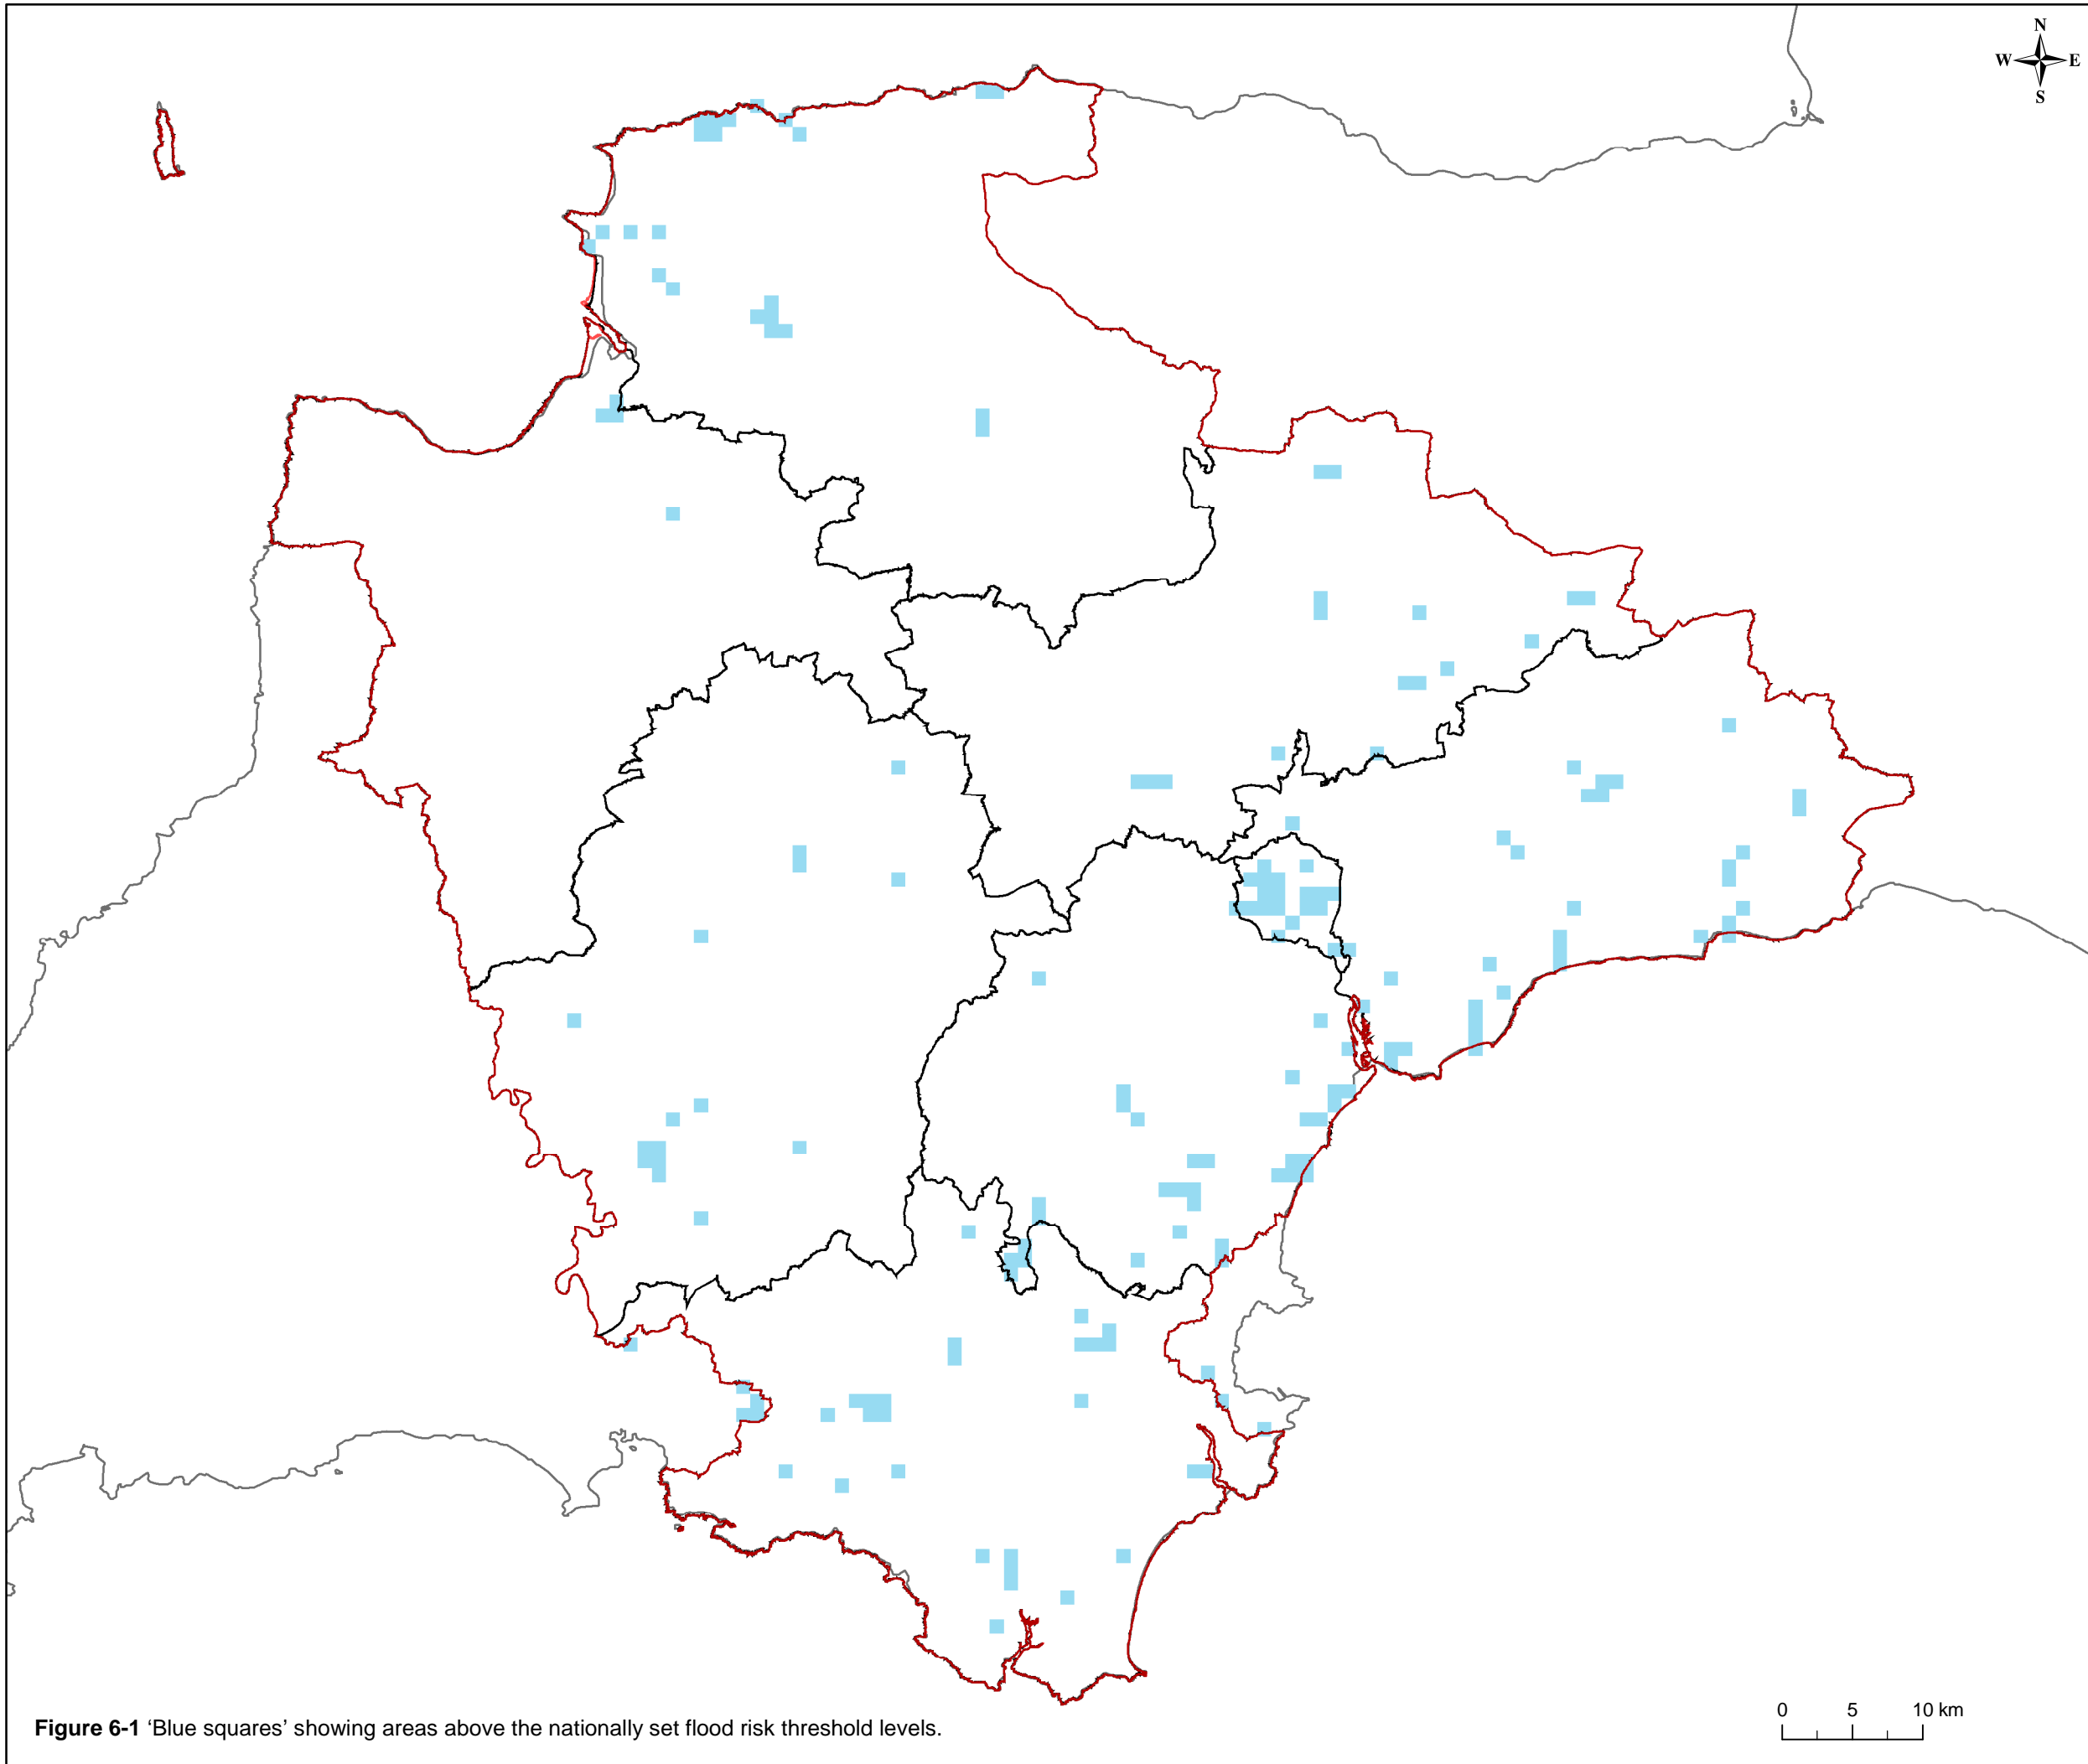 N
W E
S
0 5 10 km
Figure 6-1 ‘Blue squares’ showing areas above the nationally set flood risk threshold levels.